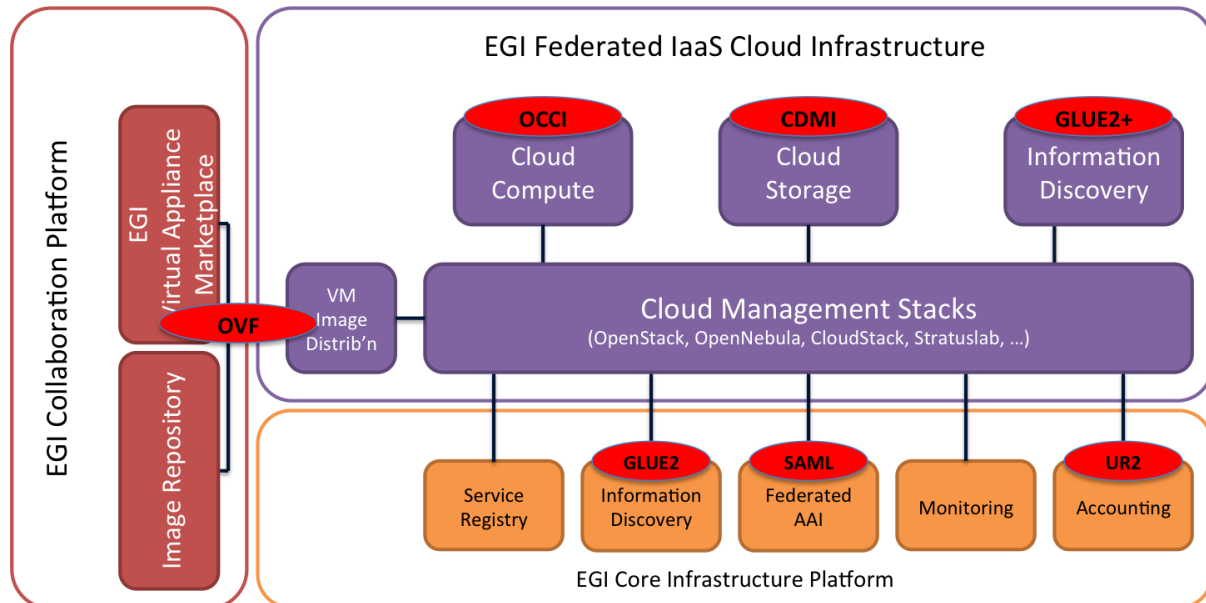 EGI Collaboration Platform
EGI
Virtual Appliance
Marketplace
Image Repository
OVF
EGI Federated IaaS Cloud Infrastructure
OCCI
Cloud
Compute
CDMI
Cloud
Storage
GLUE2+
Information
Discovery
VM
Image
Distrib’n
Cloud Management Stacks
(OpenStack, OpenNebula, CloudStack, Stratuslab, …)
Service
Registry
GLUE2
Information
Discovery
SAML
Federated
AAI
Monitoring
UR2
Accounting
EGI Core Infrastructure Platform